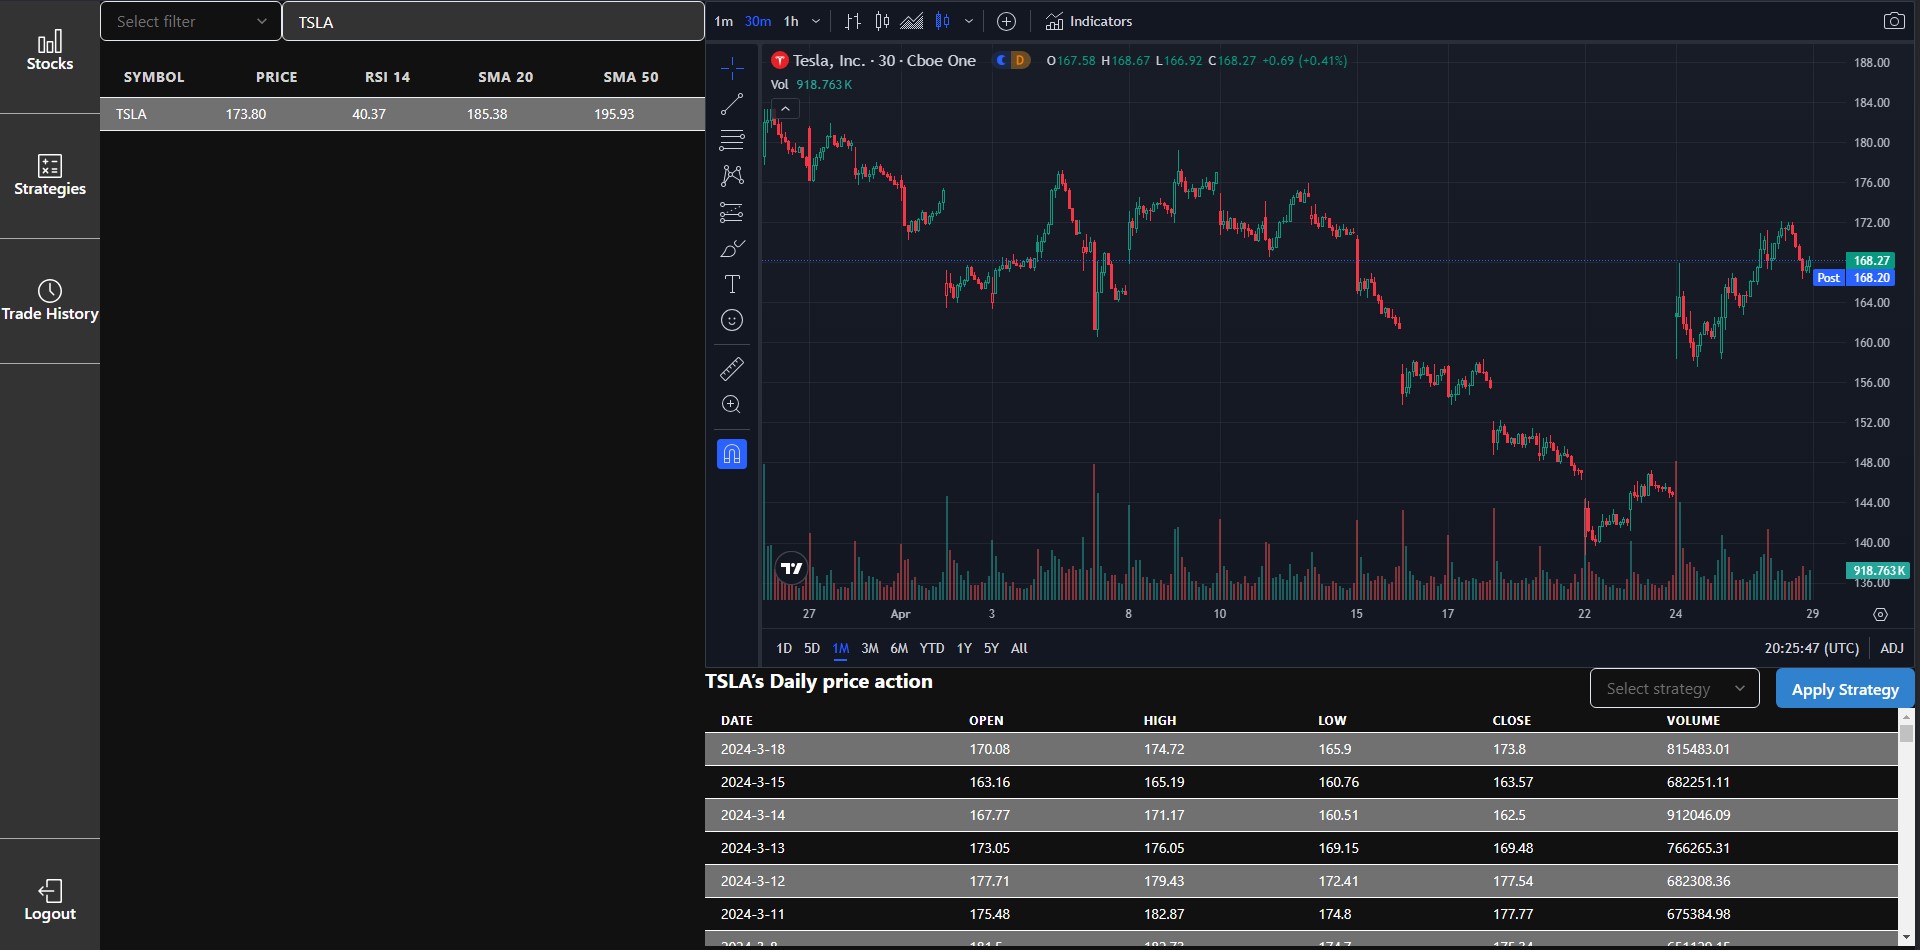 Stocks
Strategies
Trade History
Logout
Select filter
TSLA
SYMBOL PRICE RSI 14 SMA 20 SMA 50
TSLA 173.80 40.37 185.38 195.93
1m 30m 1h Indicators
Tesla, Inc. · 30 · Cboe One D O167.58 H168.67 L166.92 C168.27 +0.69 (+0.41%)
Vol 918.763K
188.00
184.00
180.00
176.00
172.00
168.27
Post 168.20
164.00
160.00
156.00
152.00
148.00
144.00
140.00
918.763K
136.00
27 Apr 3 8 10 15 17 22 24 29
1D 5D 1M 3M 6M YTD 1Y 5Y All 20:25:47 (UTC) ADJ
TSLA's Daily price action
Select strategy
Apply Strategy
DATE OPEN HIGH LOW CLOSE VOLUME
2024-3-18 170.08 174.72 165.9 173.8 815483.01
2024-3-15 163.16 165.19 160.76 163.57 682251.11
2024-3-14 167.77 171.17 160.51 162.5 912046.09
2024-3-13 173.05 176.05 169.15 169.48 766265.31
2024-3-12 177.71 179.43 172.41 177.54 682308.36
2024-3-11 175.48 182.87 174.8 177.77 675384.98